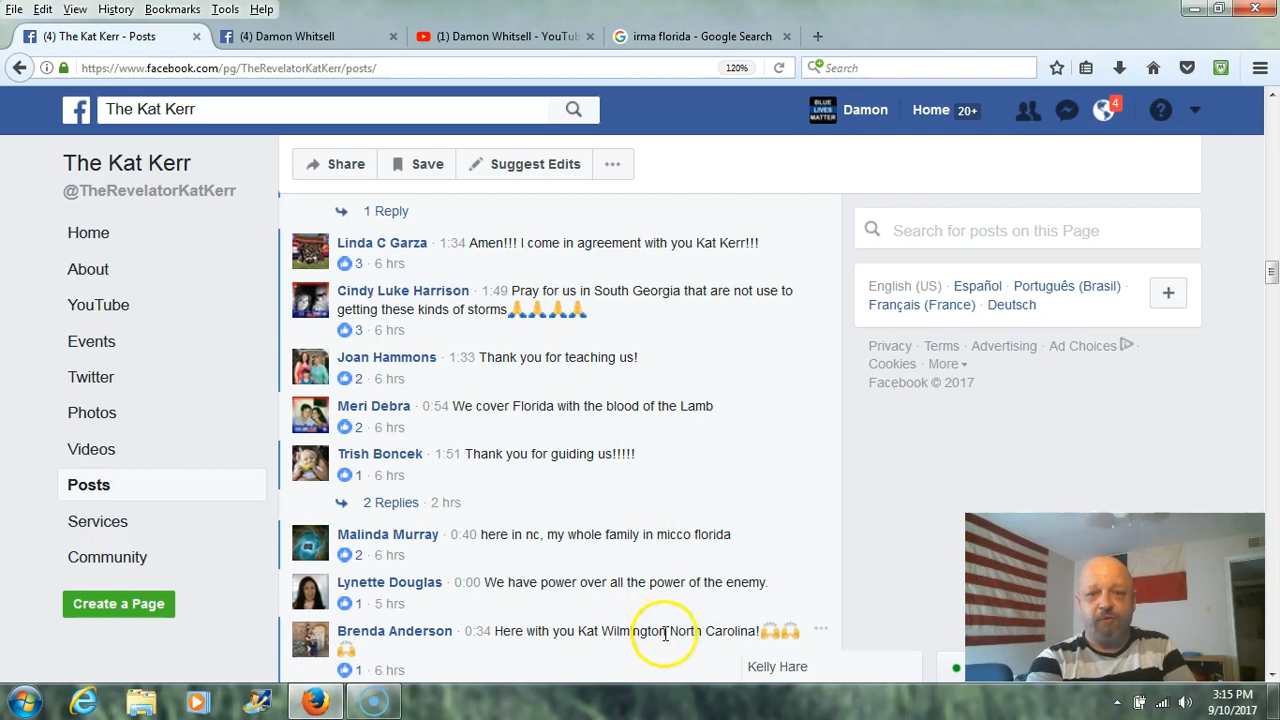 File Edit View History Bookmarks Tools Help
(4) The Kat Kerr - Posts
(4) Damon Whitsell
(1) Damon Whitsell - YouTub
irma florida - Google Search
https://www.facebook.com/pg/TheRevelatorKatKerr/posts/
120%
Search
The Kat Kerr
BLUE LIVES MATTER
Damon
Home 20+
4
The Kat Kerr
@TheRevelatorKatKerr
Home
About
YouTube
Events
Twitter
Photos
Videos
Posts
Services
Community
Create a Page
Share
Save
Suggest Edits
1 Reply
Linda C Garza · 1:34 Amen!!! I come in agreement with you Kat Kerr!!!
3 · 6 hrs
Cindy Luke Harrison · 1:49 Pray for us in South Georgia that are not use to
getting these kinds of storms🙏🙏🙏🙏
3 · 6 hrs
Joan Hammons · 1:33 Thank you for teaching us!
2 · 6 hrs
Meri Debra · 0:54 We cover Florida with the blood of the Lamb
2 · 6 hrs
Trish Boncek · 1:51 Thank you for guiding us!!!!!
1 · 6 hrs
2 Replies · 2 hrs
Malinda Murray · 0:40 here in nc, my whole family in micco florida
2 · 6 hrs
Lynette Douglas · 0:00 We have power over all the power of the enemy.
1 · 5 hrs
Brenda Anderson · 0:34 Here with you Kat Wilmington North Carolina!🙌🙌
🙌
1 · 6 hrs
Search for posts on this Page
English (US) · Español · Português (Brasil) ·
Français (France) · Deutsch
Privacy · Terms · Advertising · Ad Choices ·
Cookies · More
Facebook © 2017
Kelly Hare
3:15 PM
9/10/2017